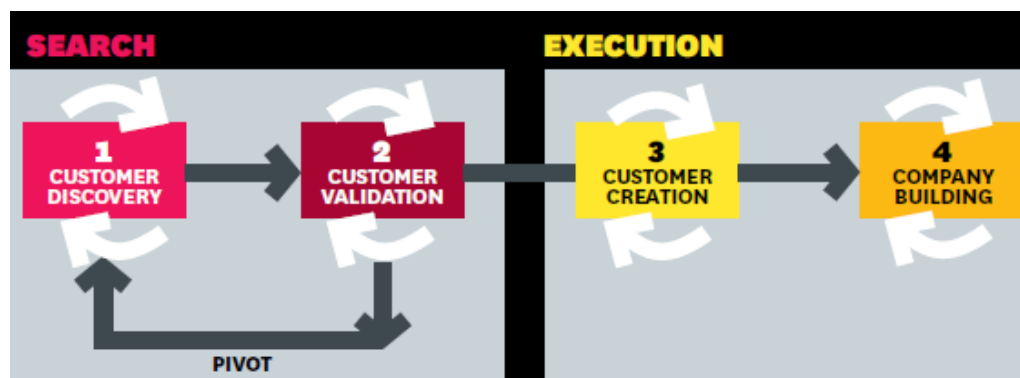 SEARCH
EXECUTION
1
CUSTOMER
DISCOVERY
2
CUSTOMER
VALIDATION
3
CUSTOMER
CREATION
4
COMPANY
BUILDING
PIVOT